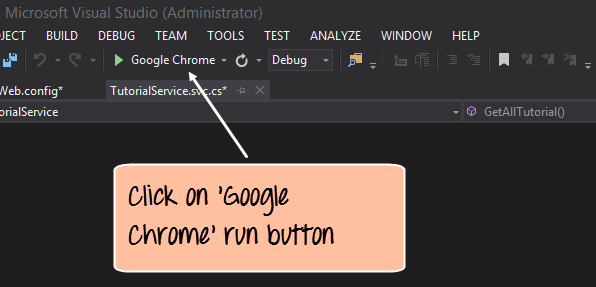 Microsoft Visual Studio (Administrator)
JECT BUILD DEBUG TEAM TOOLS TEST ANALYZE WINDOW HELP
Google Chrome Debug
Web.config* TutorialService.svc.cs*
orialService GetAllTutorial()
Click on 'Google
Chrome' run button